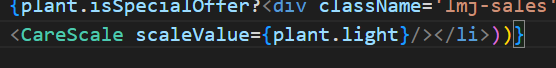 {plant.isSpecialOffer?<div className='lmj-sales'
<CareScale scaleValue={plant.light}/></li>))}